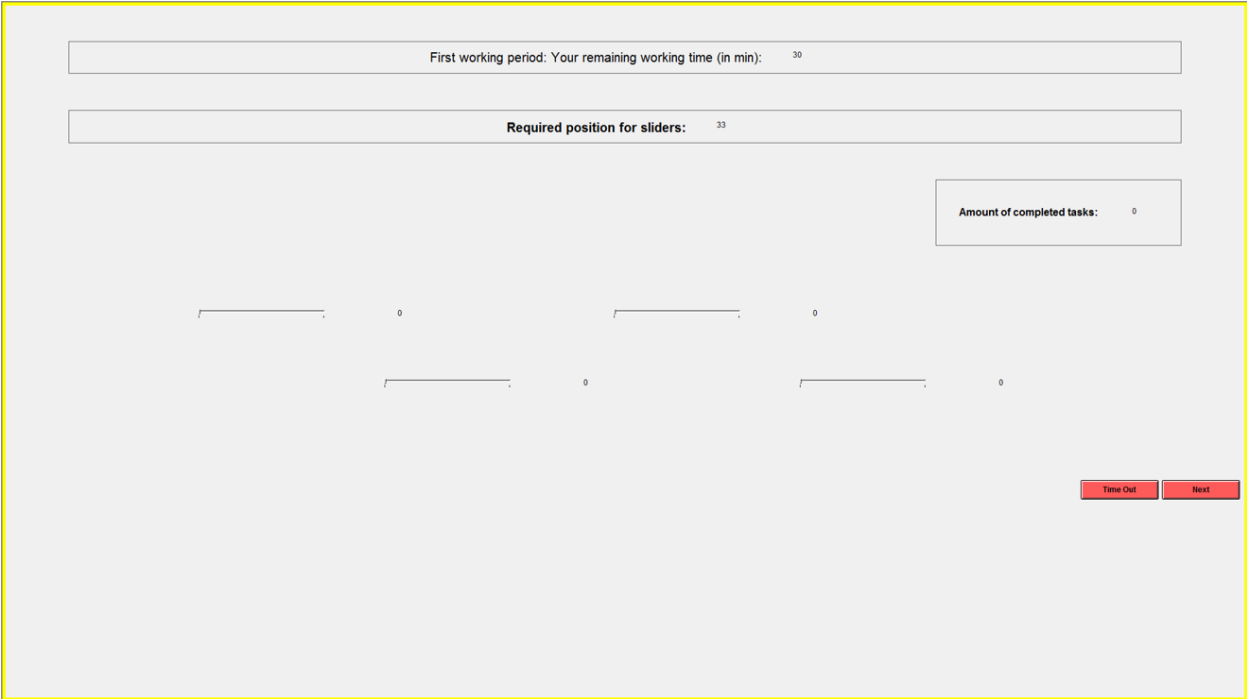 First working period: Your remaining working time (in min): 30
Required position for sliders: 33
Amount of completed tasks: 0
0 0
0 0
Time Out Next